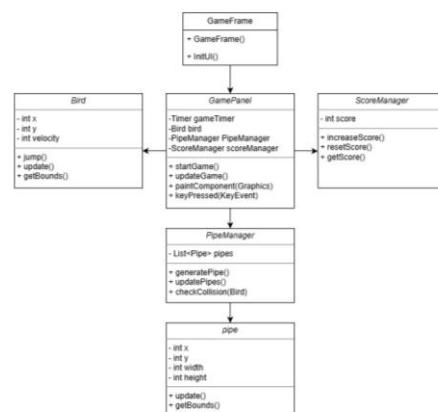 GameFrame
+ GameFrame()
+ InitUI()
Bird
- int x
- int y
- int velocity
+ jump()
+ update()
+ getBounds()
GamePanel
-Timer gameTimer
-Bird bird
-PipeManager PipeManager
-ScoreManager scoreManager
+ startGame()
+ updateGame()
+ paintComponent(Graphics)
+ keyPressed(KeyEvent)
ScoreManager
- int score
+ increaseScore()
+ resetScore()
+ getScore()
PipeManager
- List<Pipe> pipes
+ generatePipe()
+ updatePipes()
+ checkCollision(Bird)
pipe
- int x
- int y
- int width
- int height
+ update()
+ getBounds()